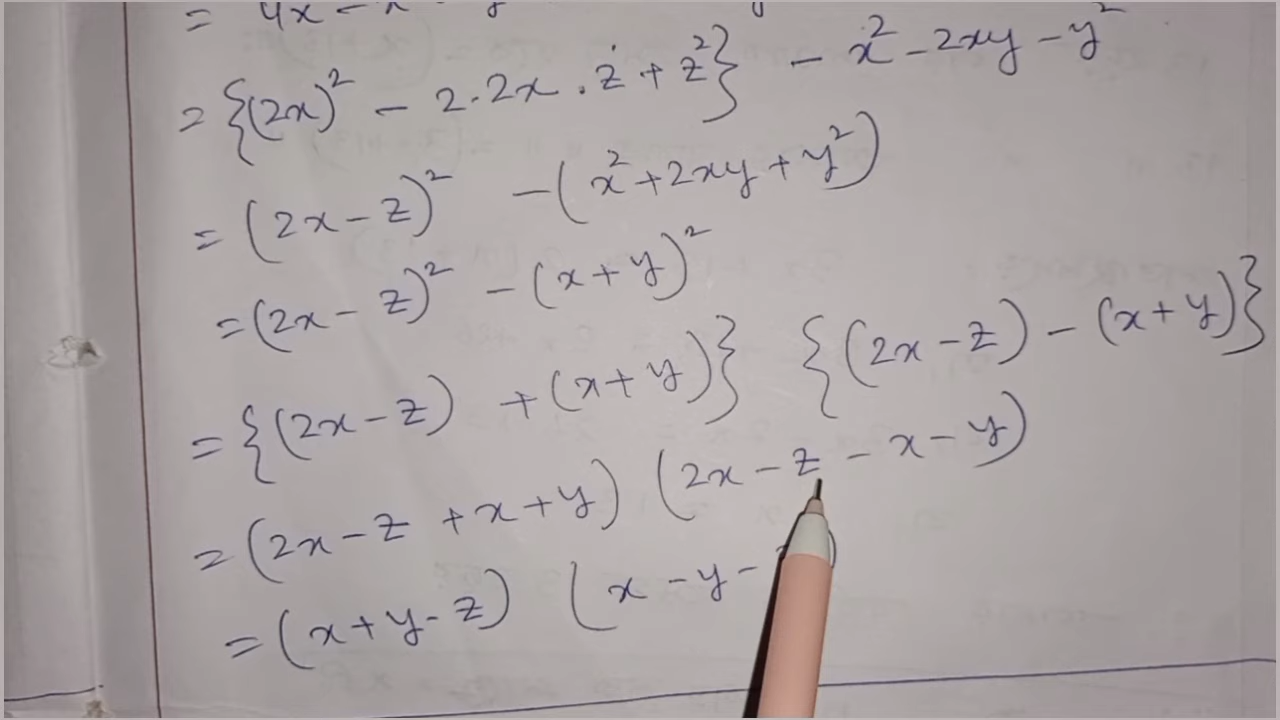 = 4x - x
= {(2x)² - 2.2x . z + z²} - x² - 2xy - y²
= (2x - z)² - (x² + 2xy + y²)
= (2x - z)² - (x + y)²
= {(2x - z) + (x + y)} {(2x - z) - (x + y)}
= (2x - z + x + y) (2x - z - x - y)
= (x + y - z) (x - y -